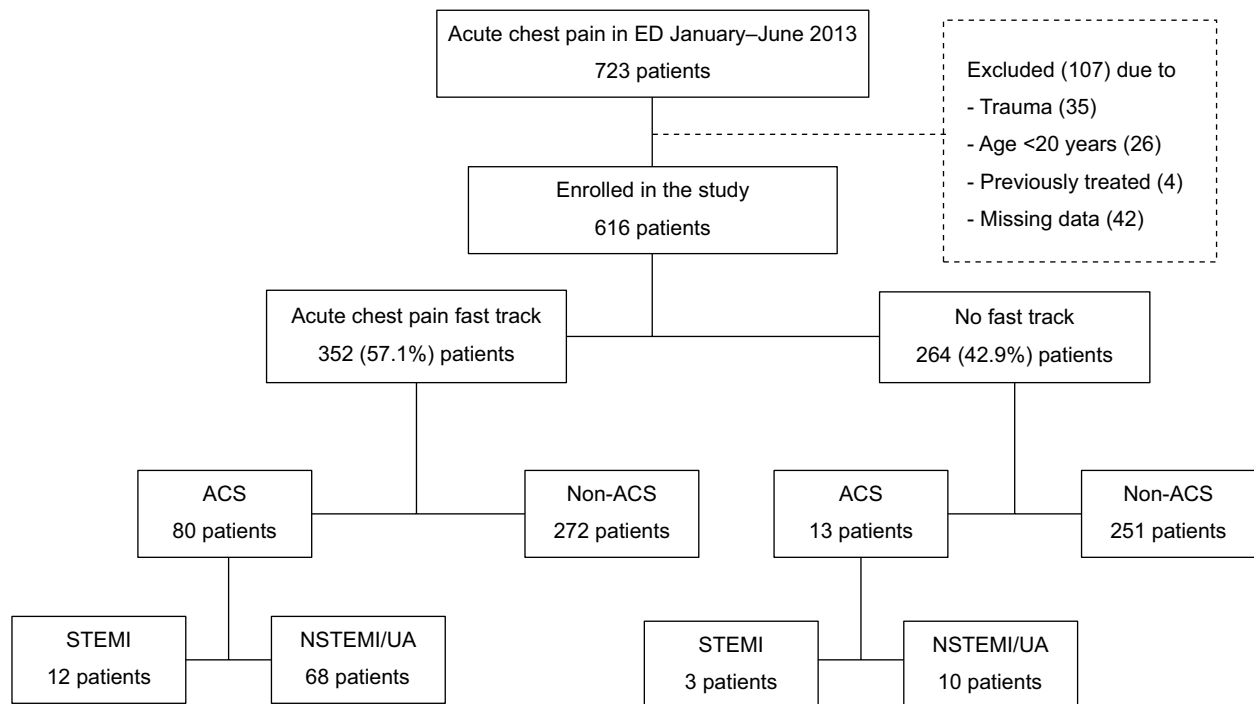 Acute chest pain in ED January–June 2013
723 patients
Excluded (107) due to
- Trauma (35)
- Age <20 years (26)
- Previously treated (4)
- Missing data (42)
Enrolled in the study
616 patients
Acute chest pain fast track
352 (57.1%) patients
No fast track
264 (42.9%) patients
ACS
80 patients
Non-ACS
272 patients
ACS
13 patients
Non-ACS
251 patients
STEMI
12 patients
NSTEMI/UA
68 patients
STEMI
3 patients
NSTEMI/UA
10 patients